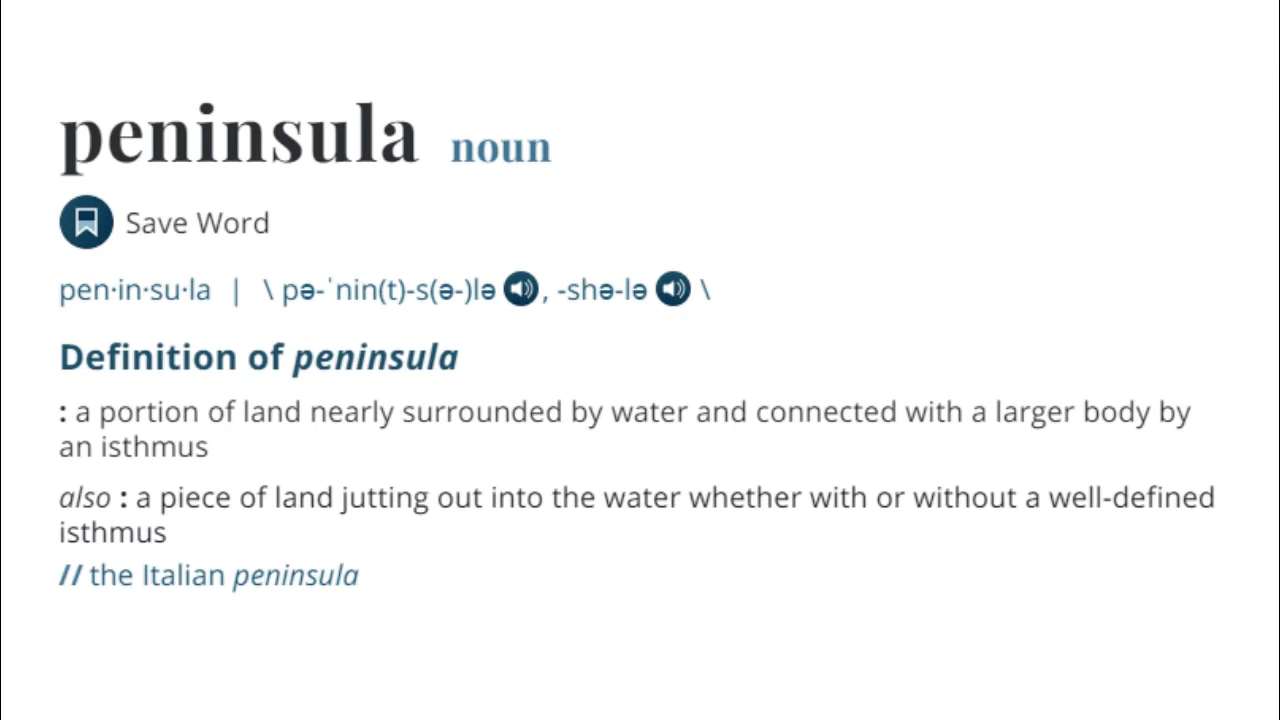 peninsula noun
Save Word
pen·in·su·la | \ pə-ˈnin(t)-s(ə-)lə , -shə-lə \
Definition of peninsula
: a portion of land nearly surrounded by water and connected with a larger body by
an isthmus
also : a piece of land jutting out into the water whether with or without a well-defined
isthmus
// the Italian peninsula